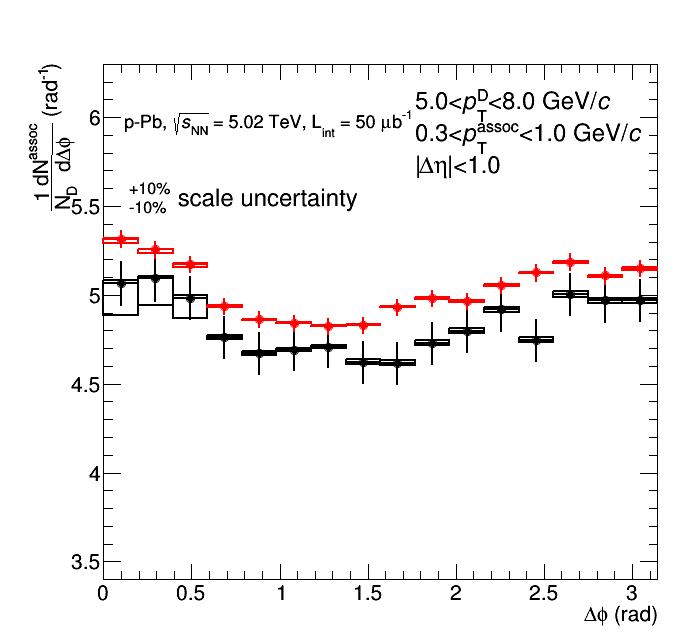 1 dN^assoc / N_D dΔϕ (rad^-1)
p-Pb, √s_NN = 5.02 TeV, L_int = 50 μb^-1
5.0<p_T^D<8.0 GeV/c
0.3<p_T^assoc<1.0 GeV/c
|Δη|<1.0
+10%
-10% scale uncertainty
6
5.5
5
4.5
4
3.5
0 0.5 1 1.5 2 2.5 3
Δϕ (rad)